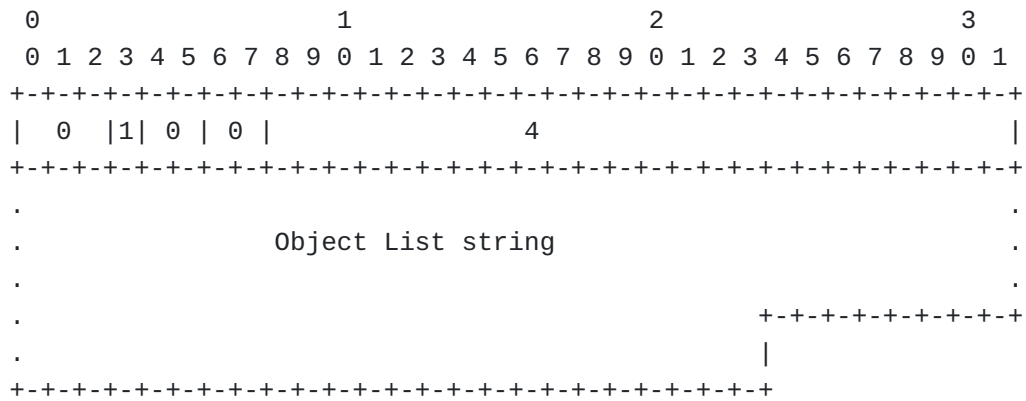 0                   1                   2                   3
 0 1 2 3 4 5 6 7 8 9 0 1 2 3 4 5 6 7 8 9 0 1 2 3 4 5 6 7 8 9 0 1
+-+-+-+-+-+-+-+-+-+-+-+-+-+-+-+-+-+-+-+-+-+-+-+-+-+-+-+-+-+-+-+-+
|  0  |1| 0 | 0 |                4                              |
+-+-+-+-+-+-+-+-+-+-+-+-+-+-+-+-+-+-+-+-+-+-+-+-+-+-+-+-+-+-+-+-+
.                                                               .
.                Object List string                             .
.                                                               .
.                                               +-+-+-+-+-+-+-+-+
.                                               |
+-+-+-+-+-+-+-+-+-+-+-+-+-+-+-+-+-+-+-+-+-+-+-+-+